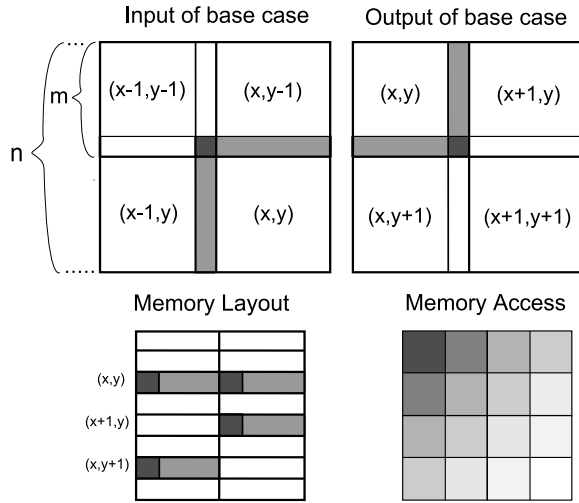 Input of base case
Output of base case
(x-1,y-1)
(x,y-1)
(x,y)
(x+1,y)
m
n
(x-1,y)
(x,y)
(x,y+1)
(x+1,y+1)
Memory Layout
Memory Access
(x,y)
(x+1,y)
(x,y+1)